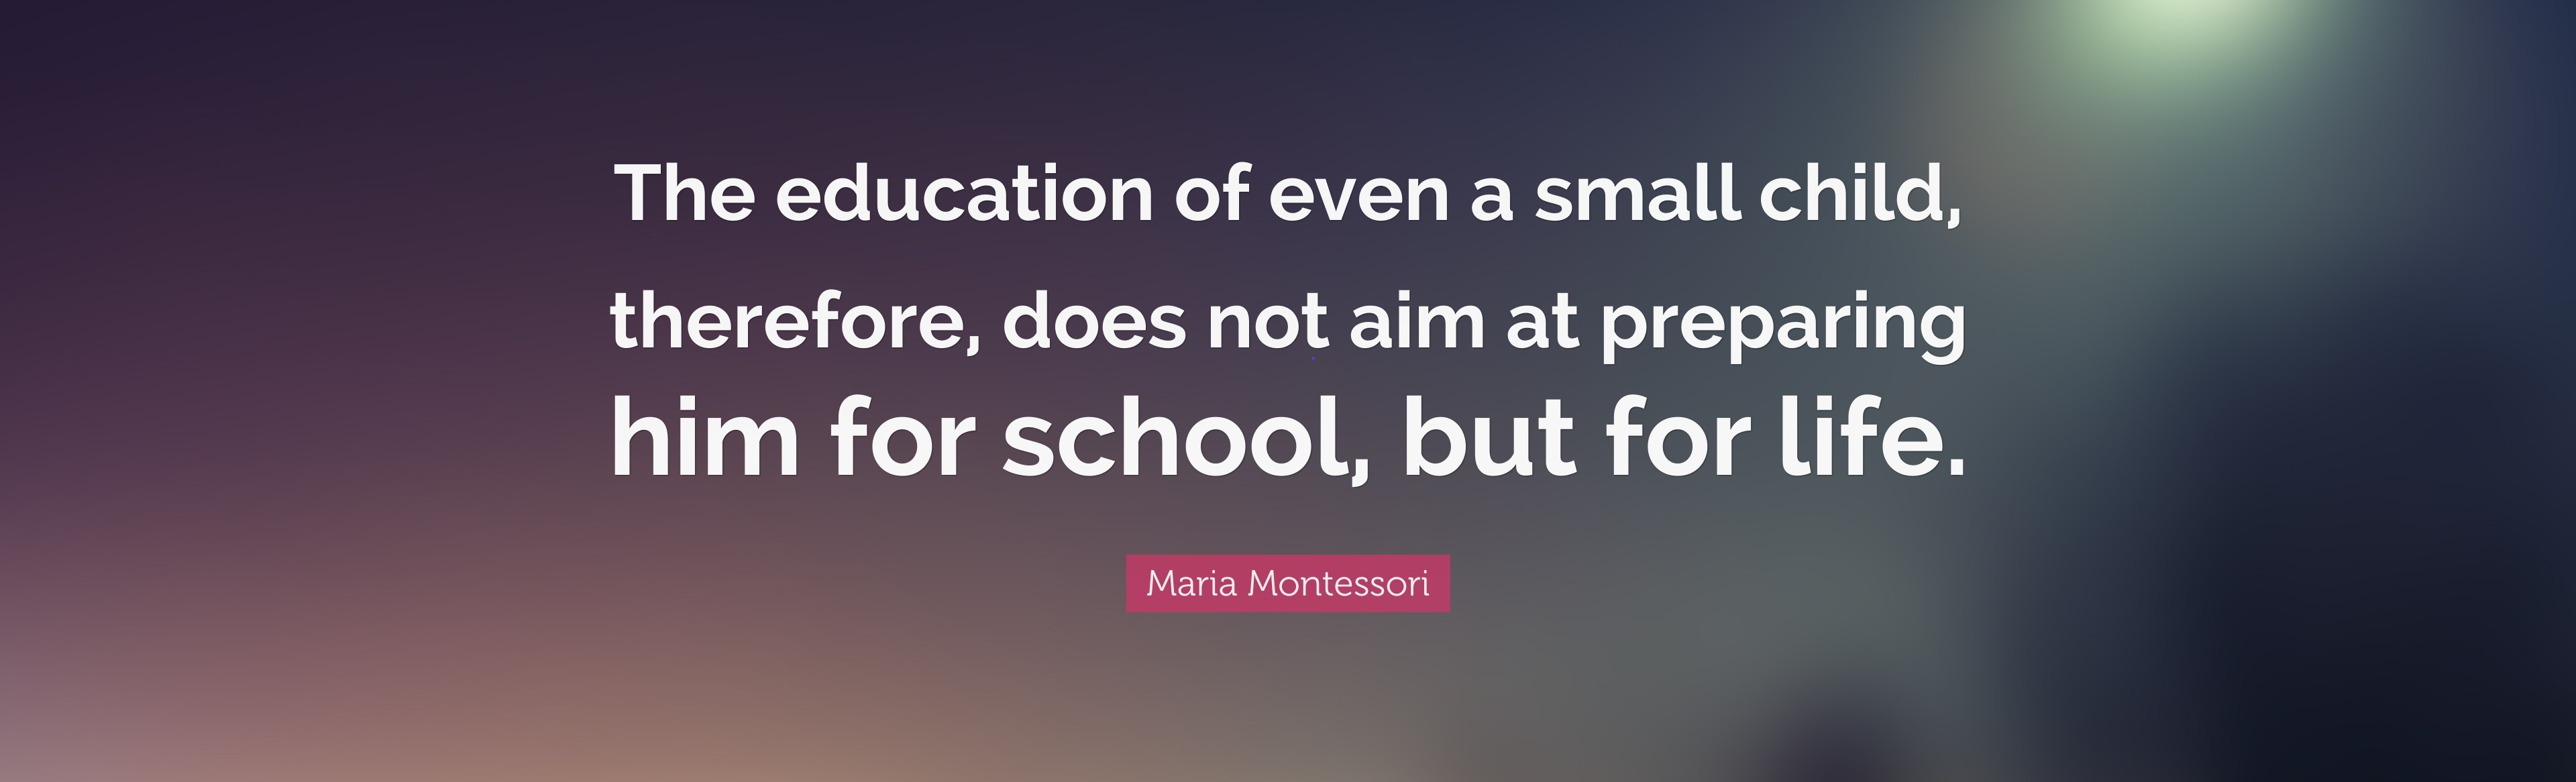 The education of even a small child,
therefore, does not aim at preparing
him for school, but for life.
Maria Montessori